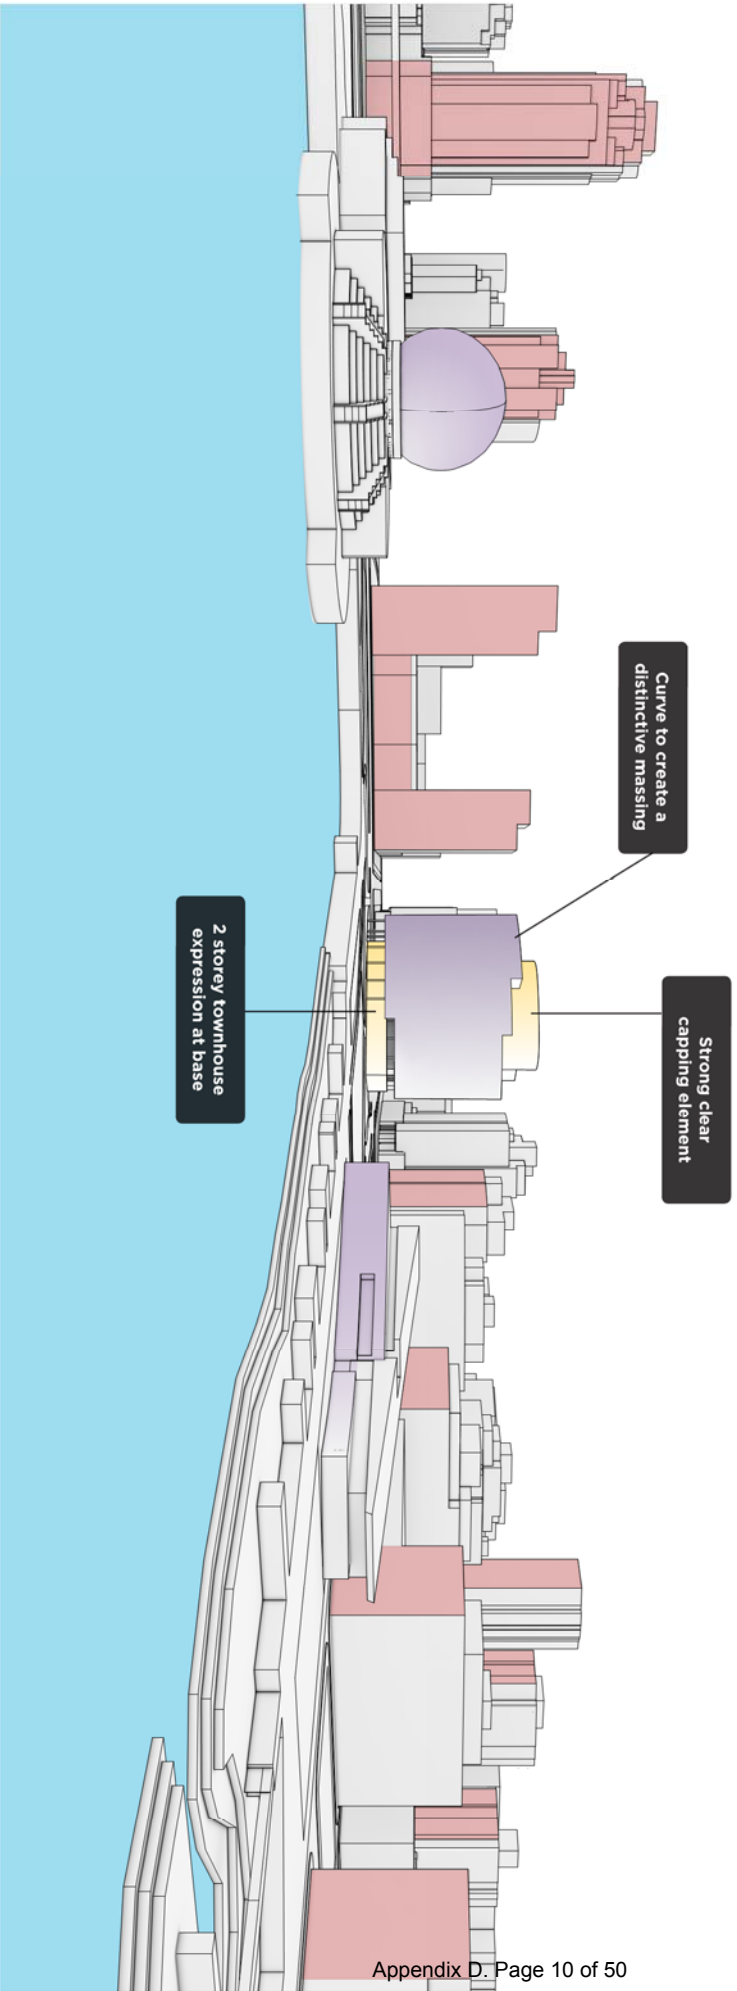 Curve to create a
distinctive massing
Strong clear
capping element
2 storey townhouse
expression at base
Appendix D. Page 10 of 50